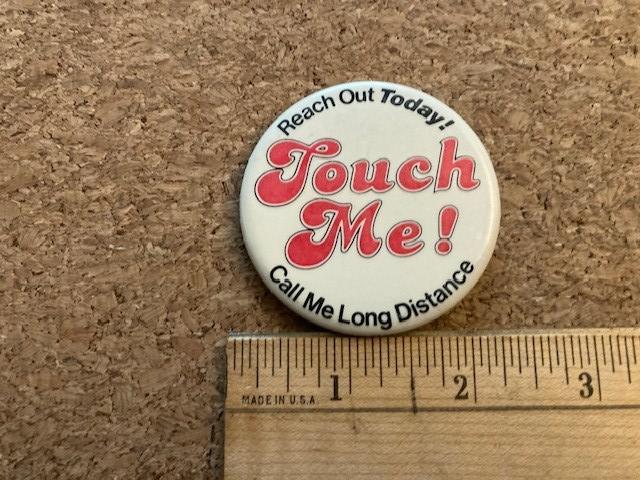 Reach Out Today!
Touch
Me!
Call Me Long Distance
1 2 3
MADE IN U.S.A.